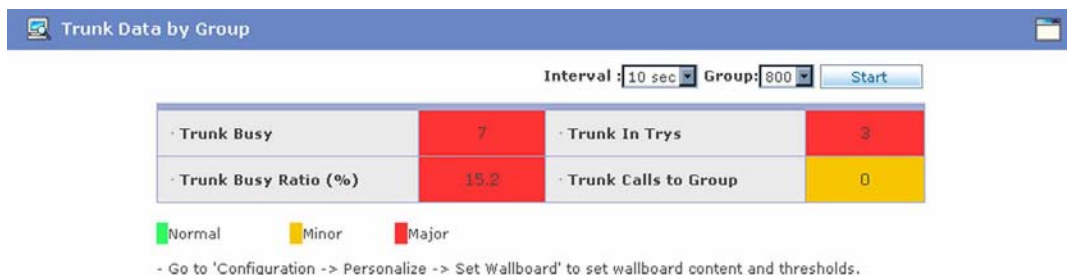 Trunk Data by Group
Interval : 10 sec Group: 800 Start
· Trunk Busy 7 · Trunk In Trys 3
· Trunk Busy Ratio (%) 15.2 · Trunk Calls to Group 0
Normal Minor Major
- Go to 'Configuration -> Personalize -> Set Wallboard' to set wallboard content and thresholds.